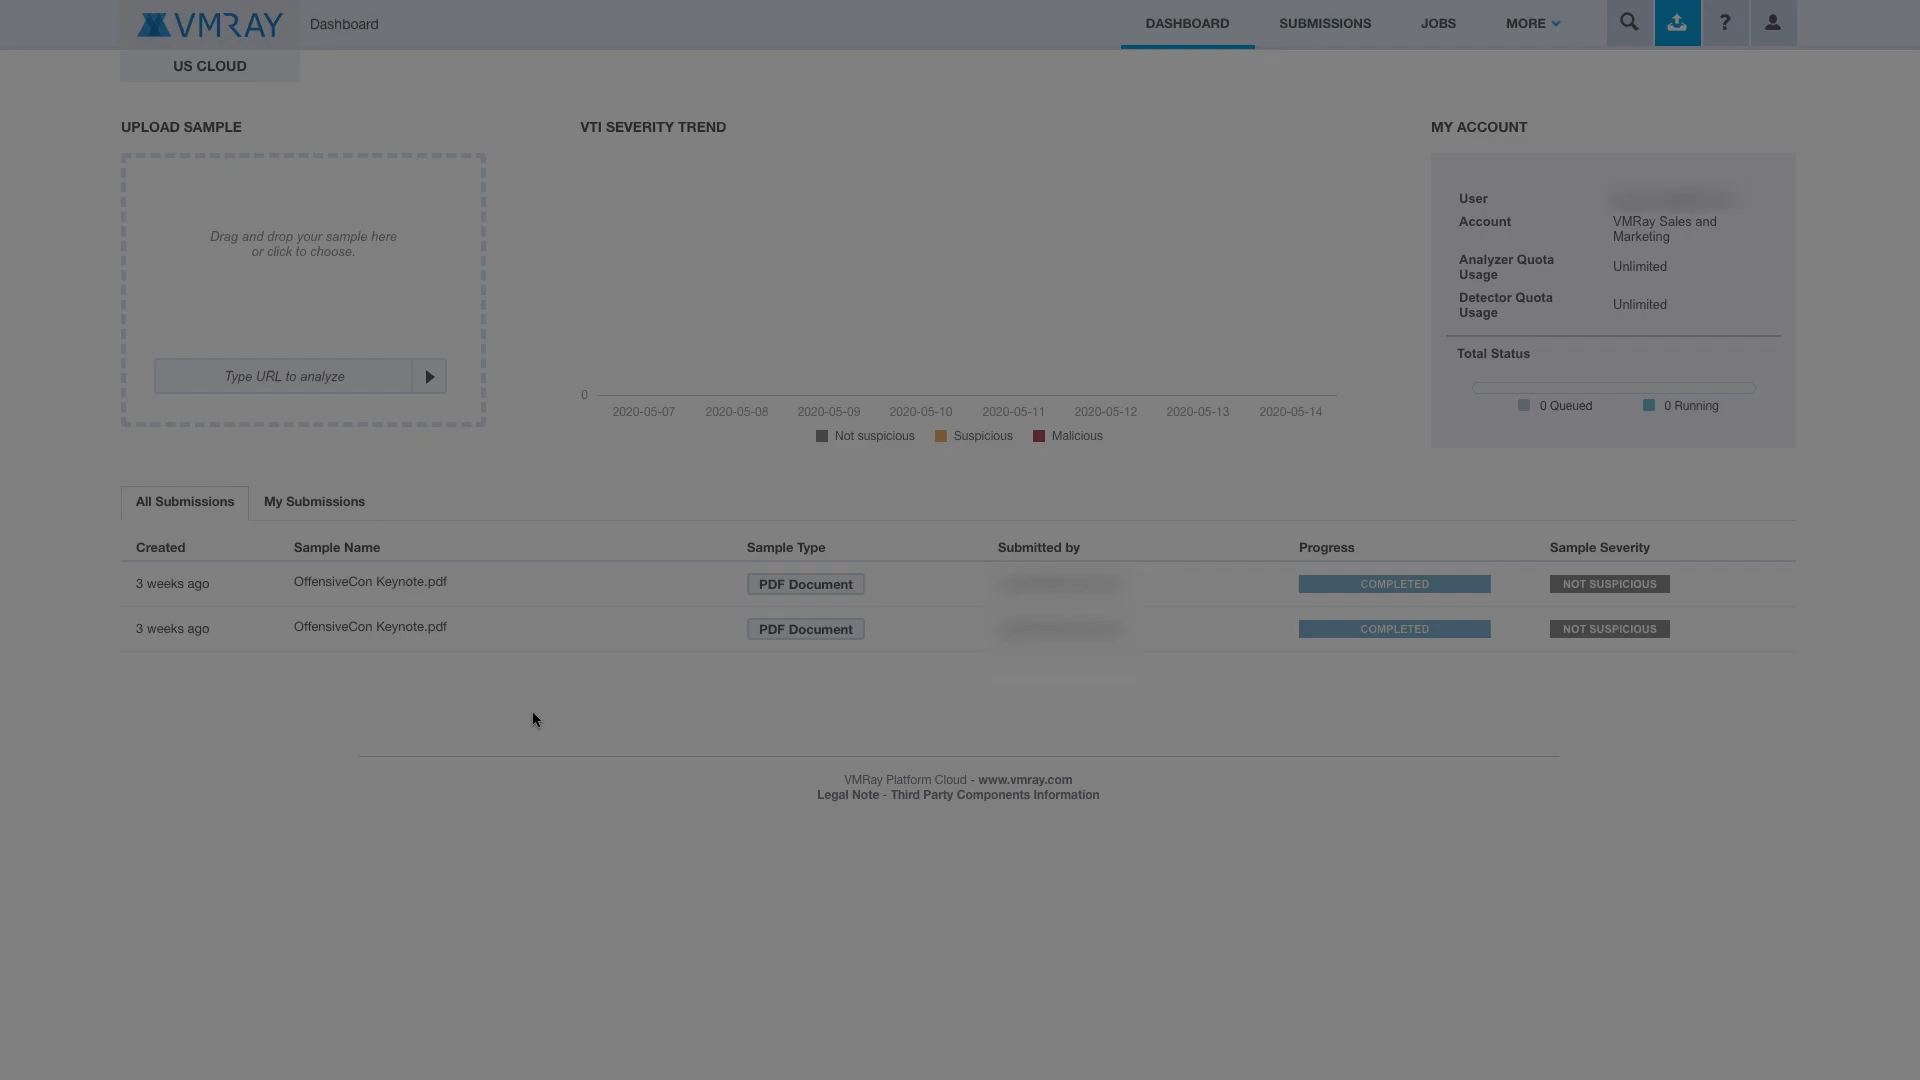 VMRAY
Dashboard
DASHBOARD
SUBMISSIONS
JOBS
MORE
?
US CLOUD
UPLOAD SAMPLE
Drag and drop your sample here
or click to choose.
Type URL to analyze
VTI SEVERITY TREND
0
2020-05-07 2020-05-08 2020-05-09 2020-05-10 2020-05-11 2020-05-12 2020-05-13 2020-05-14
Not suspicious Suspicious Malicious
MY ACCOUNT
User
Account VMRay Sales and
Marketing
Analyzer Quota
Usage Unlimited
Detector Quota
Usage Unlimited
Total Status
0 Queued 0 Running
All Submissions My Submissions
Created Sample Name Sample Type Submitted by Progress Sample Severity
3 weeks ago OffensiveCon Keynote.pdf PDF Document COMPLETED NOT SUSPICIOUS
3 weeks ago OffensiveCon Keynote.pdf PDF Document COMPLETED NOT SUSPICIOUS
VMRay Platform Cloud - www.vmray.com
Legal Note - Third Party Components Information